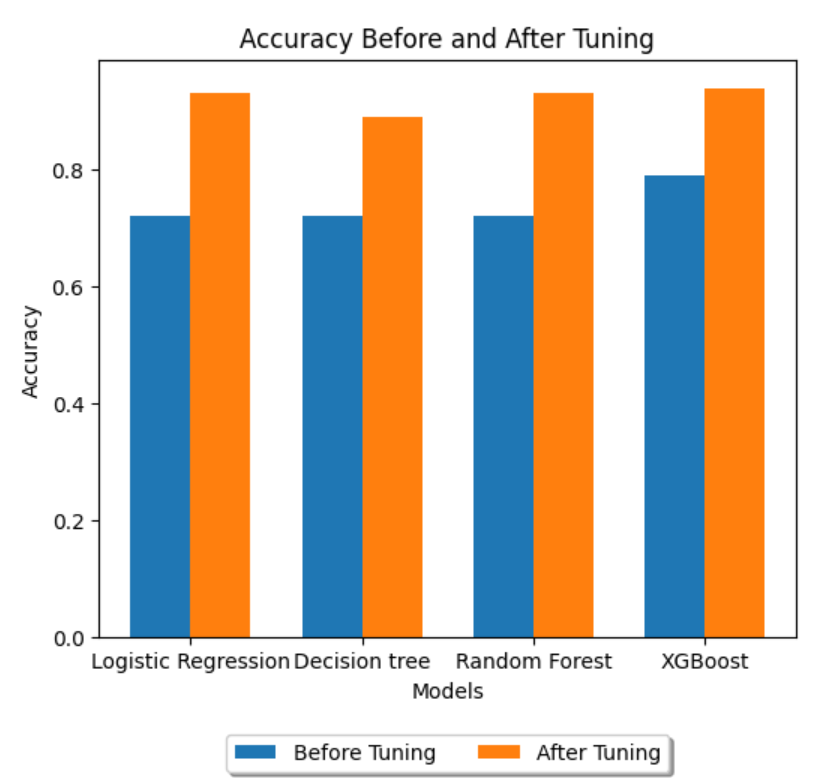 Accuracy Before and After Tuning
Accuracy
0.8
0.6
0.4
0.2
0.0
Logistic Regression Decision tree Random Forest XGBoost
Models
Before Tuning After Tuning